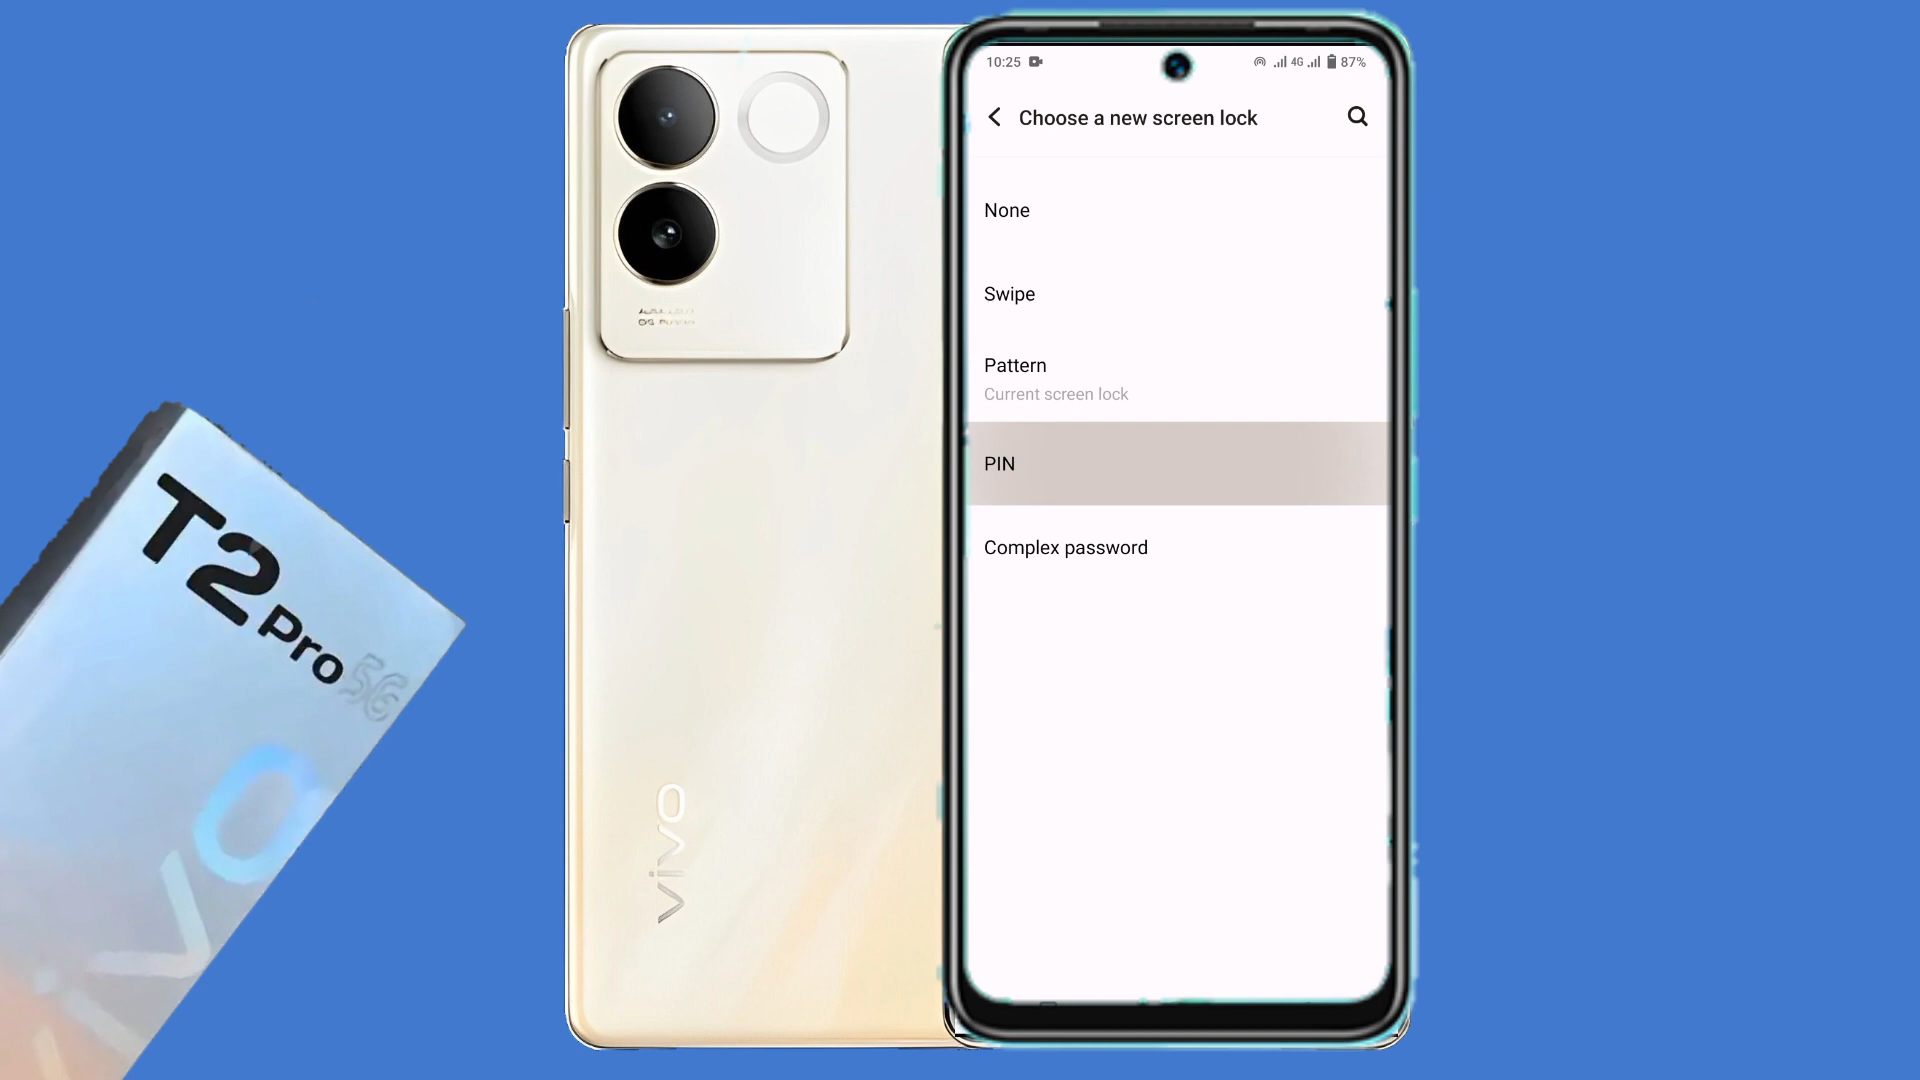 T2 Pro 5G
vivo
vivo
10:25
4G
87%
Choose a new screen lock
None
Swipe
Pattern
Current screen lock
PIN
Complex password